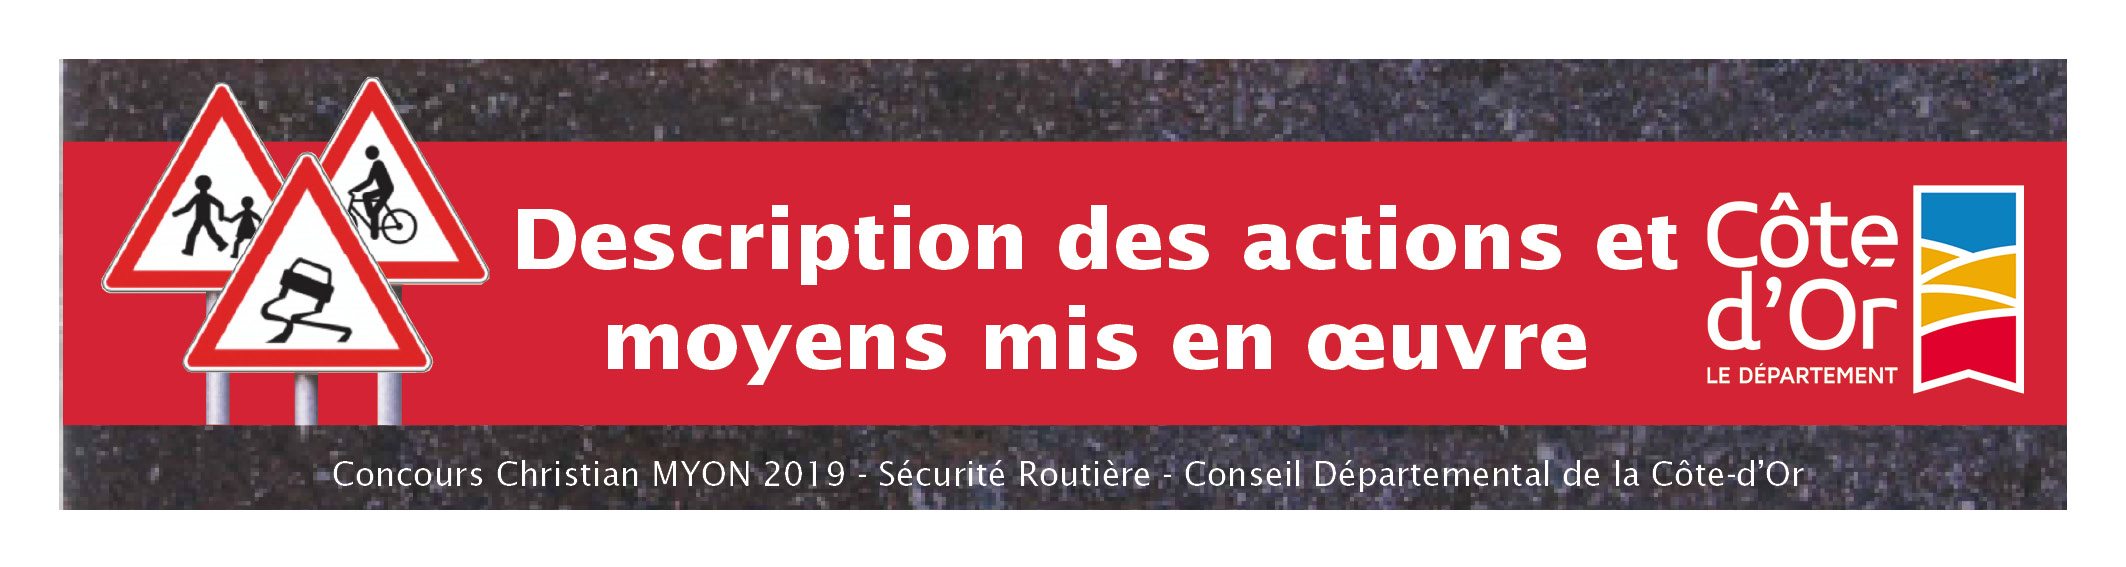 Description des actions et
moyens mis en œuvre
Côte
d'Or
LE DÉPARTEMENT
Concours Christian MYON 2019 - Sécurité Routière - Conseil Départemental de la Côte-d'Or